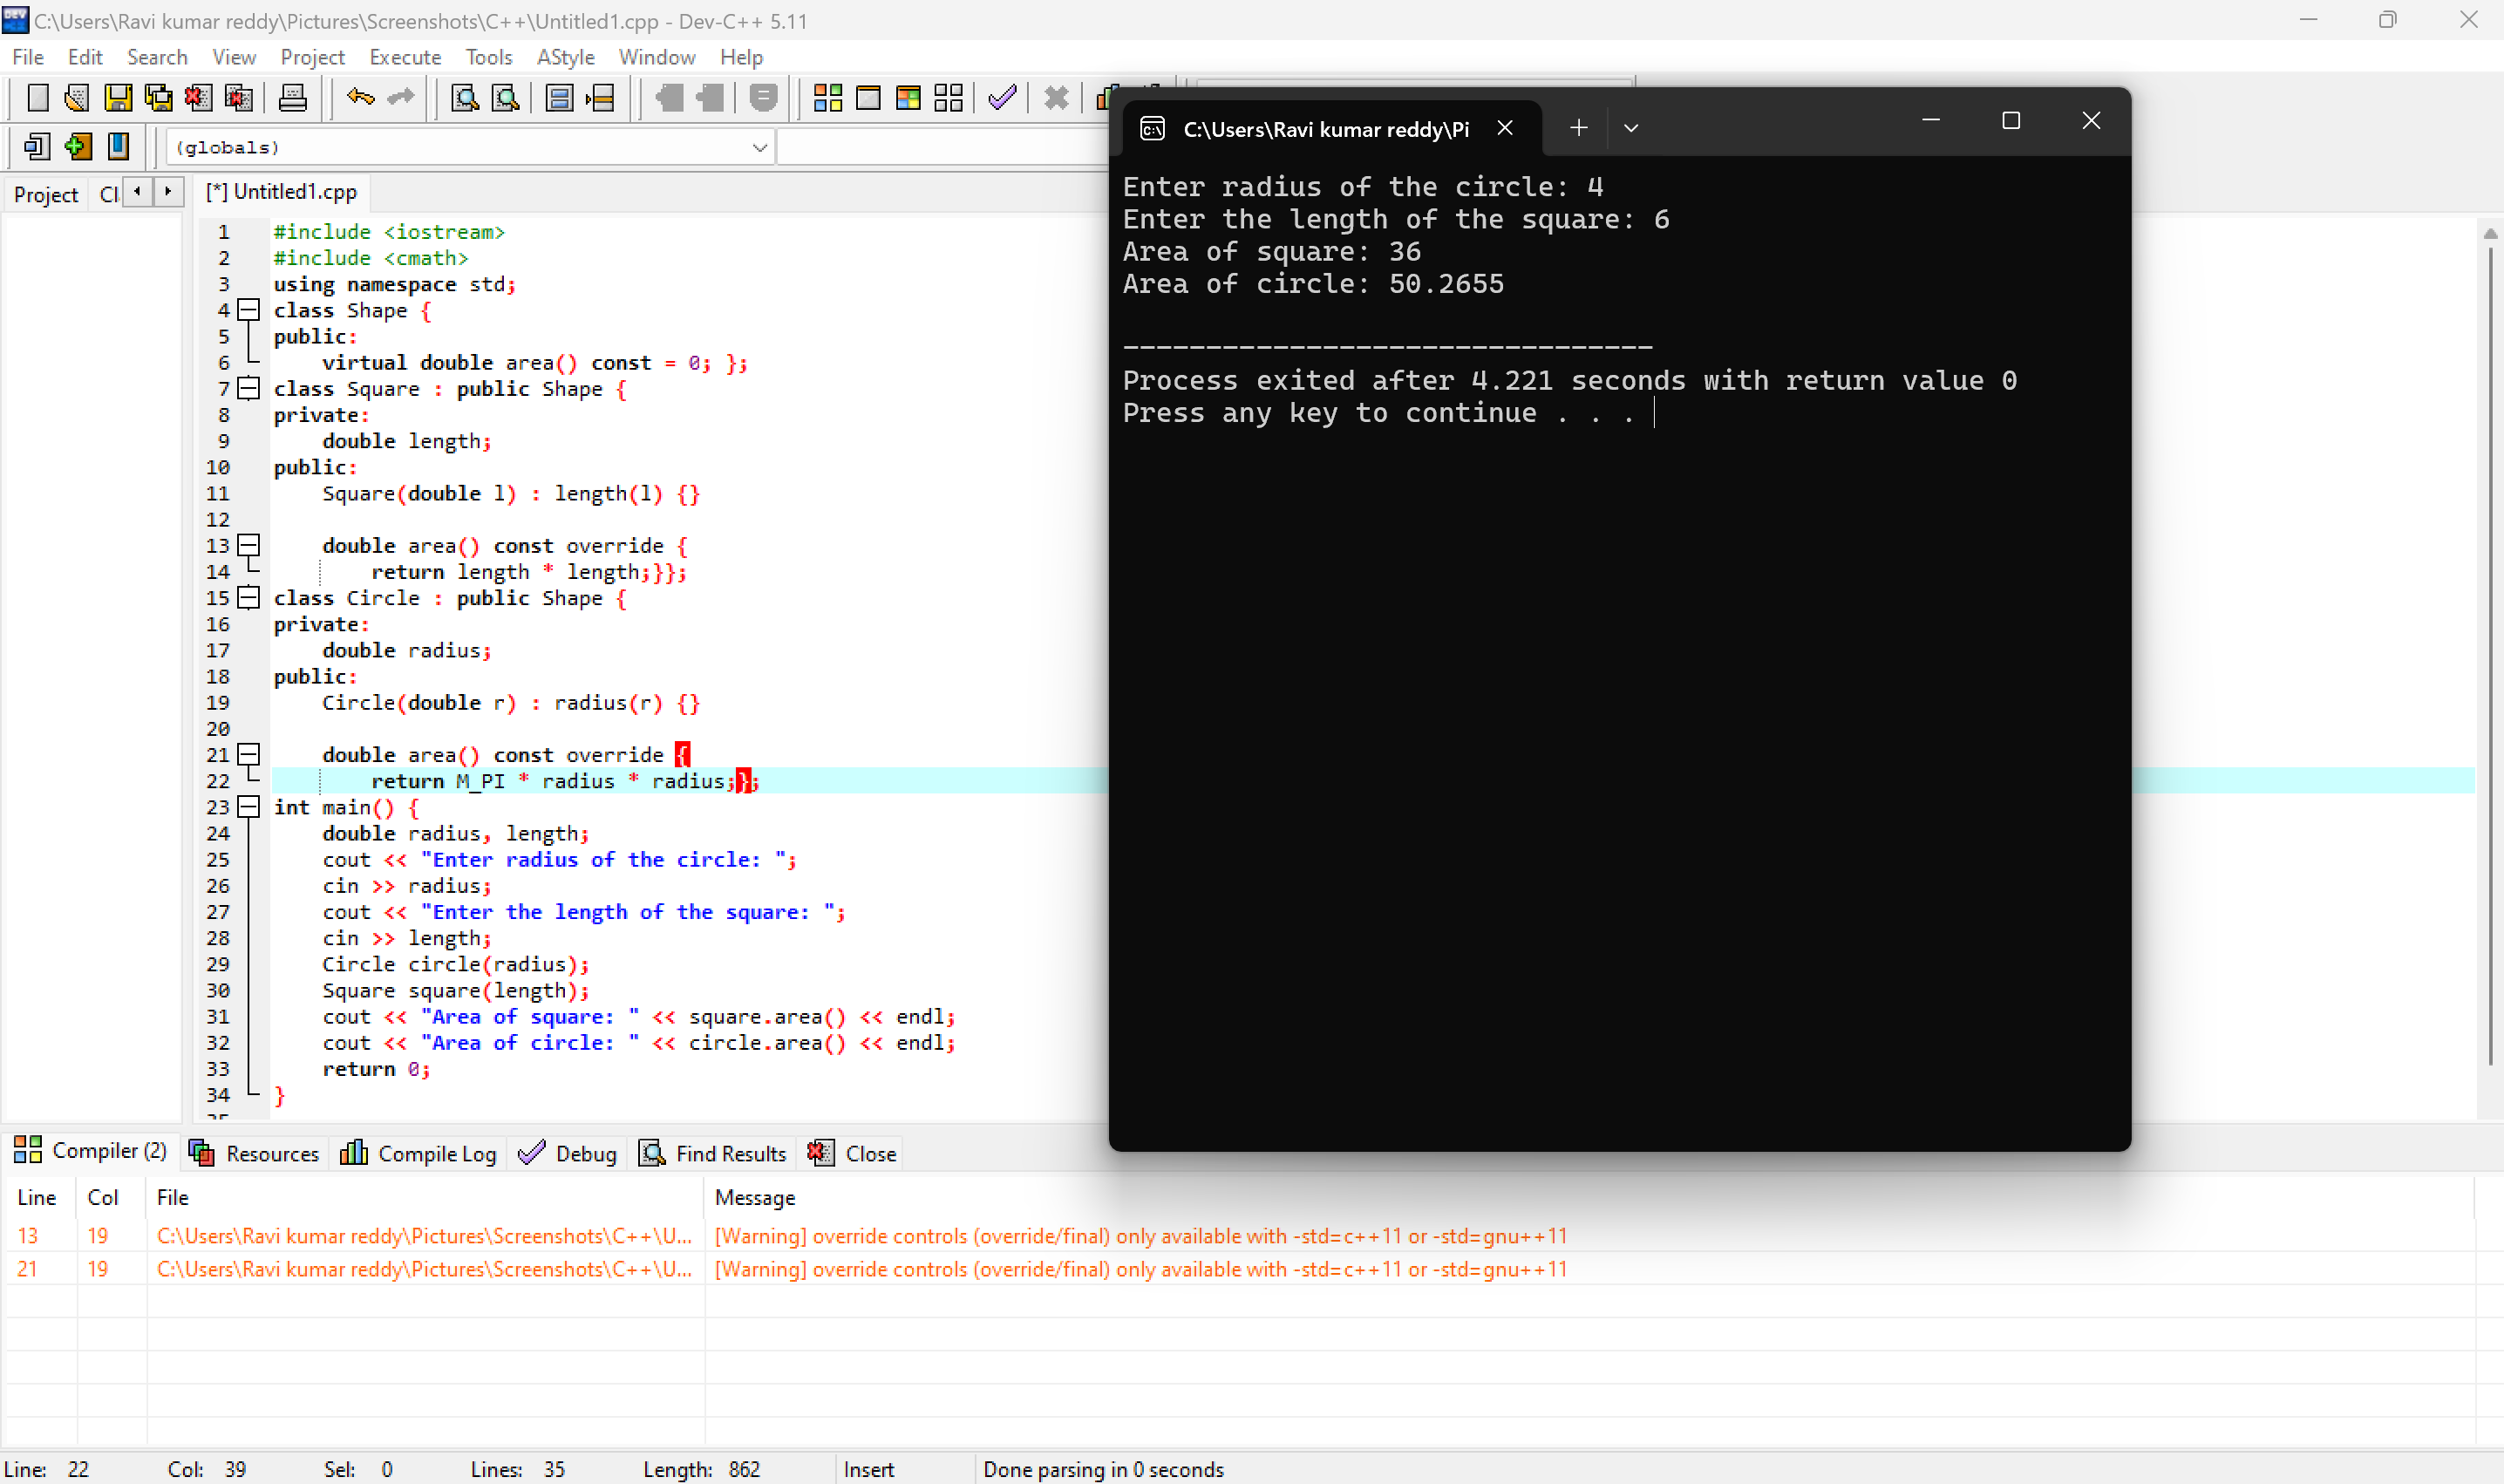 C:\Users\Ravi kumar reddy\Pictures\Screenshots\C++\Untitled1.cpp - Dev-C++ 5.11
File Edit Search View Project Execute Tools AStyle Window Help
(globals)
Project Cl
[*] Untitled1.cpp
1 #include <iostream>
2 #include <cmath>
3 using namespace std;
4 class Shape {
5 public:
6     virtual double area() const = 0; };
7 class Square : public Shape {
8 private:
9     double length;
10 public:
11     Square(double l) : length(l) {}
12
13     double area() const override {
14         return length * length;}};
15 class Circle : public Shape {
16 private:
17     double radius;
18 public:
19     Circle(double r) : radius(r) {}
20
21     double area() const override {
22         return M_PI * radius * radius;};
23 int main() {
24     double radius, length;
25     cout << "Enter radius of the circle: ";
26     cin >> radius;
27     cout << "Enter the length of the square: ";
28     cin >> length;
29     Circle circle(radius);
30     Square square(length);
31     cout << "Area of square: " << square.area() << endl;
32     cout << "Area of circle: " << circle.area() << endl;
33     return 0;
34 }
C:\Users\Ravi kumar reddy\Pi
Enter radius of the circle: 4
Enter the length of the square: 6
Area of square: 36
Area of circle: 50.2655
--------------------------------
Process exited after 4.221 seconds with return value 0
Press any key to continue . . .
Compiler (2) Resources Compile Log Debug Find Results Close
Line Col File Message
13 19 C:\Users\Ravi kumar reddy\Pictures\Screenshots\C++\U... [Warning] override controls (override/final) only available with -std=c++11 or -std=gnu++11
21 19 C:\Users\Ravi kumar reddy\Pictures\Screenshots\C++\U... [Warning] override controls (override/final) only available with -std=c++11 or -std=gnu++11
Line: 22 Col: 39 Sel: 0 Lines: 35 Length: 862 Insert Done parsing in 0 seconds